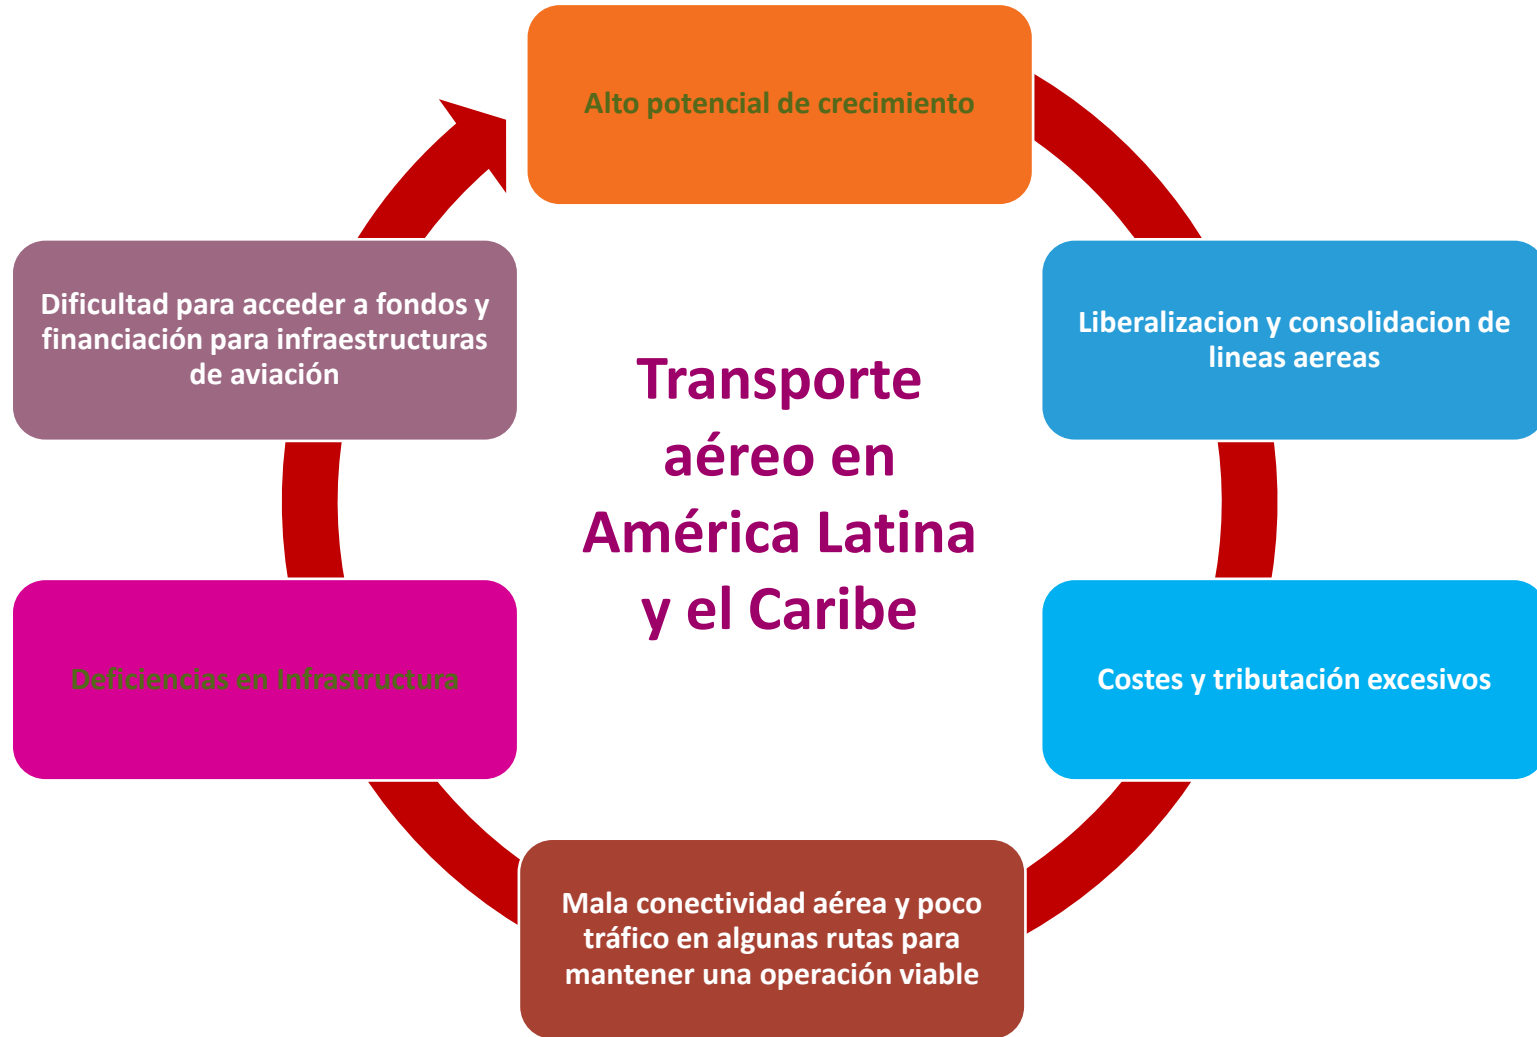 Alto potencial de crecimiento
Liberalizacion y consolidacion de
lineas aereas
Costes y tributación excesivos
Mala conectividad aérea y poco
tráfico en algunas rutas para
mantener una operación viable
Deficiencias en Infrastructura
Dificultad para acceder a fondos y
financiación para infraestructuras
de aviación
Transporte
aéreo en
América Latina
y el Caribe